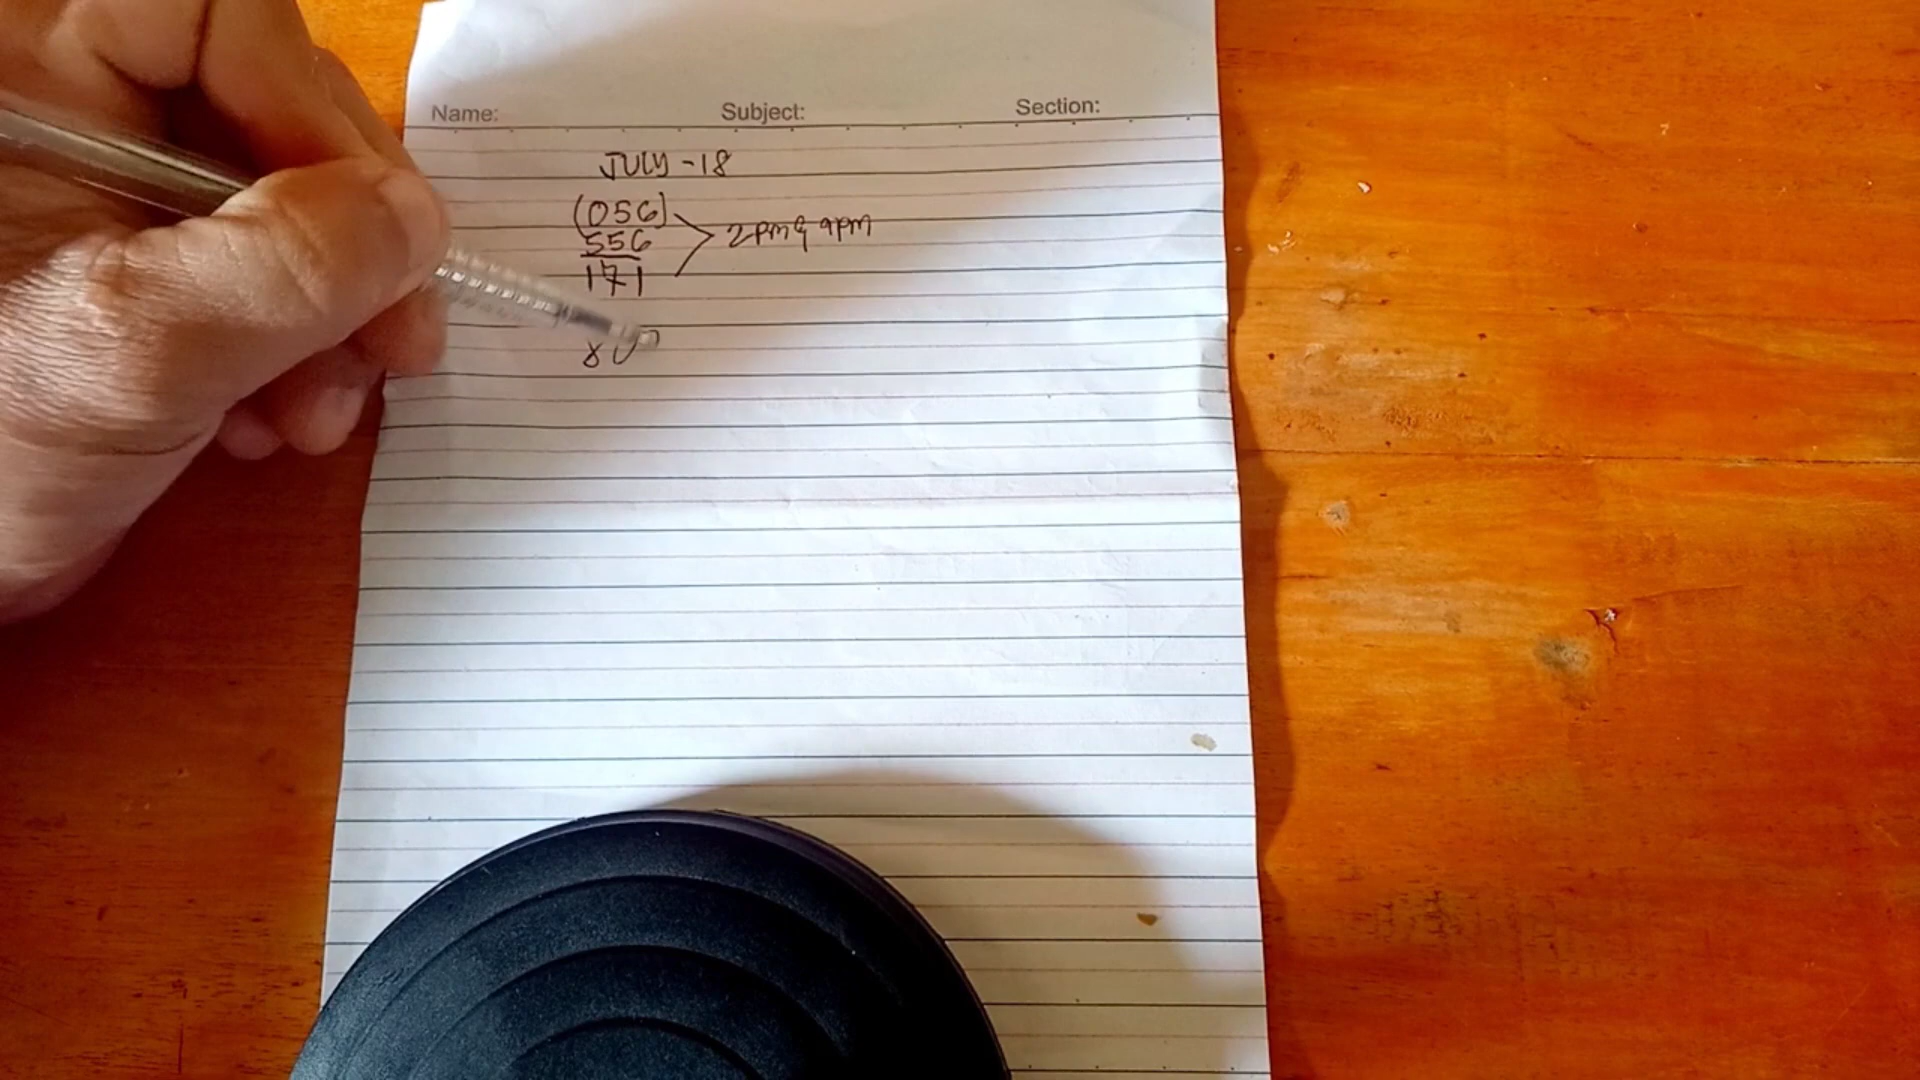 Name: Subject: Section:
JULY - 18
(056)
556
171
2pm & 9pm